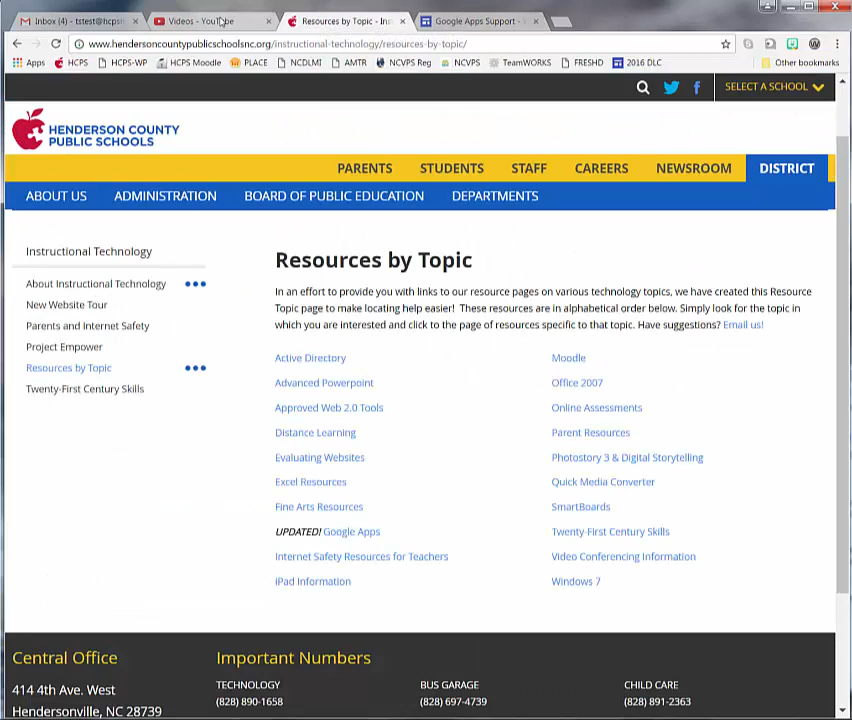 Inbox (4) - tstest@hcpsn
Videos - YouTube
Resources by Topic - Ins
Google Apps Support -
www.hendersoncountypublicschoolsnc.org/instructional-technology/resources-by-topic/
Apps
HCPS
HCPS-WP
HCPS Moodle
PLACE
NCDLMI
AMTR
NCVPS Reg
NCVPS
TeamWORKS
FRESHD
2016 DLC
Other bookmarks
SELECT A SCHOOL
HENDERSON COUNTY
PUBLIC SCHOOLS
PARENTS STUDENTS STAFF CAREERS NEWSROOM DISTRICT
ABOUT US ADMINISTRATION BOARD OF PUBLIC EDUCATION DEPARTMENTS
Instructional Technology
About Instructional Technology
New Website Tour
Parents and Internet Safety
Project Empower
Resources by Topic
Twenty-First Century Skills
Resources by Topic
In an effort to provide you with links to our resource pages on various technology topics, we have created this Resource
Topic page to make locating help easier! These resources are in alphabetical order below. Simply look for the topic in
which you are interested and click to the page of resources specific to that topic. Have suggestions? Email us!
Active Directory
Advanced Powerpoint
Approved Web 2.0 Tools
Distance Learning
Evaluating Websites
Excel Resources
Fine Arts Resources
UPDATED! Google Apps
Internet Safety Resources for Teachers
iPad Information
Moodle
Office 2007
Online Assessments
Parent Resources
Photostory 3 & Digital Storytelling
Quick Media Converter
SmartBoards
Twenty-First Century Skills
Video Conferencing Information
Windows 7
Central Office
414 4th Ave. West
Hendersonville, NC 28739
Important Numbers
TECHNOLOGY
(828) 890-1658
BUS GARAGE
(828) 697-4739
CHILD CARE
(828) 891-2363